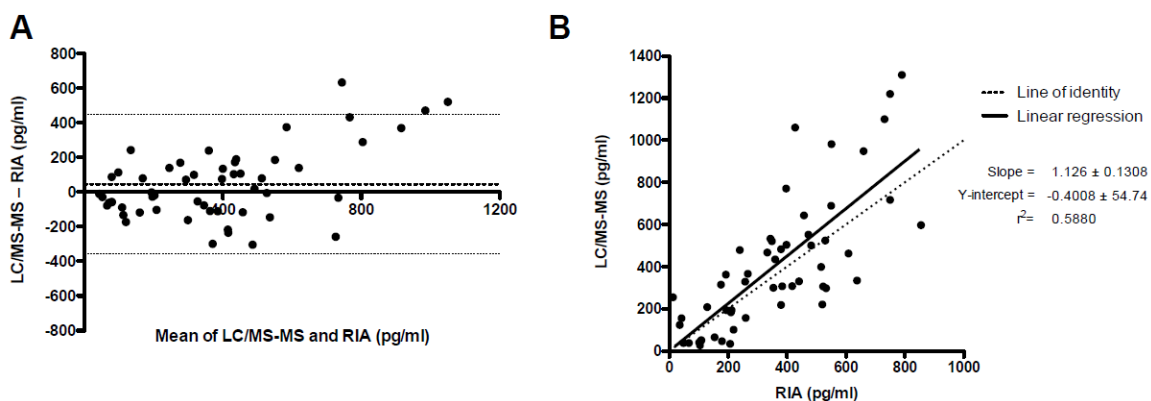 A
LC/MS-MS – RIA (pg/ml)
800
600
400
200
0
-200
-400
-600
-800
400
800
1200
Mean of LC/MS-MS and RIA (pg/ml)
B
LC/MS-MS (pg/ml)
1400
1200
1000
800
600
400
200
0
0
200
400
600
800
1000
RIA (pg/ml)
Line of identity
Linear regression
Slope = 1.126 ± 0.1308
Y-intercept = -0.4008 ± 54.74
r²= 0.5880